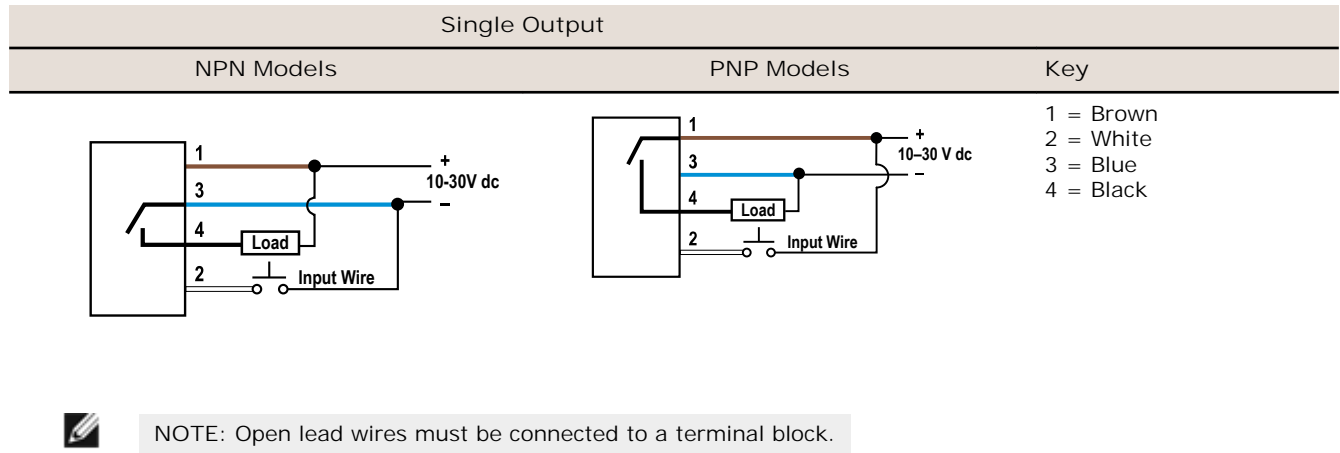 Single Output
NPN Models
PNP Models
Key
1
+
10-30V dc
3
−
4
Load
2
Input Wire
1
+
10–30 V dc
3
−
4
Load
2
Input Wire
1 = Brown
2 = White
3 = Blue
4 = Black
NOTE: Open lead wires must be connected to a terminal block.